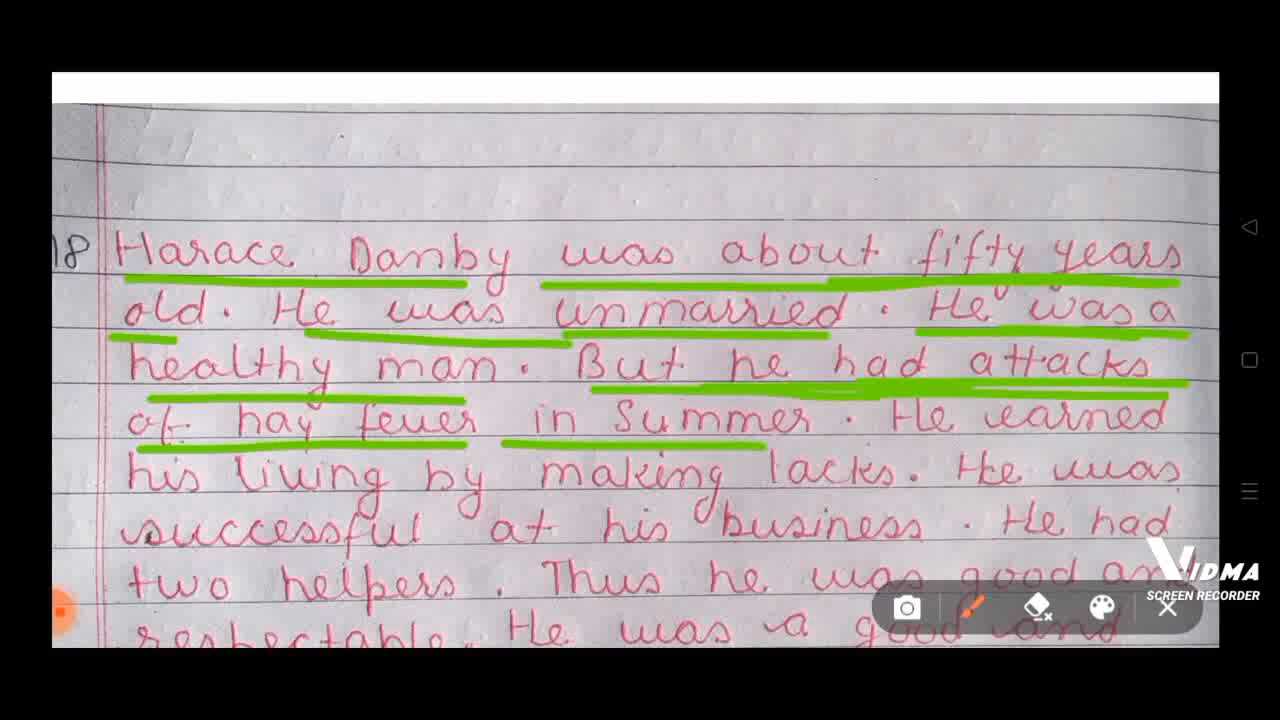 18 Harace Danby was about fifty years
old. He was unmarried. He was a
healthy man. But he had attacks
of hay fever in Summer. He earned
his living by making lacks. He was
successful at his business. He had
two helpers. Thus he was good and
respectable. He was a good and
VIDMA
SCREEN RECORDER